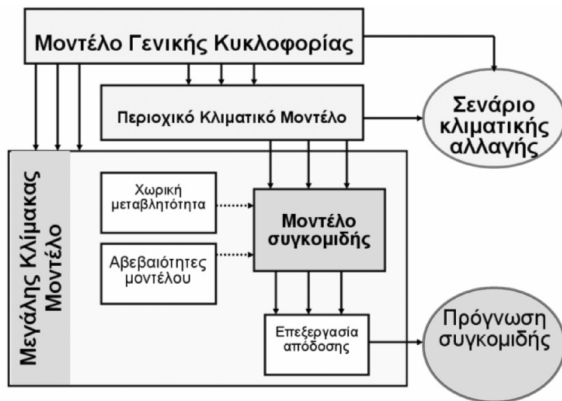 Μοντέλο Γενικής Κυκλοφορίας
Περιοχικό Κλιματικό Μοντέλο
Σενάριο
κλιματικής
αλλαγής
Μεγάλης Κλίμακας
Μοντέλο
Χωρική
μεταβλητότητα
Μοντέλο
συγκομιδής
Αβεβαιότητες
μοντέλου
Επεξεργασία
απόδοσης
Πρόγνωση
συγκομιδής